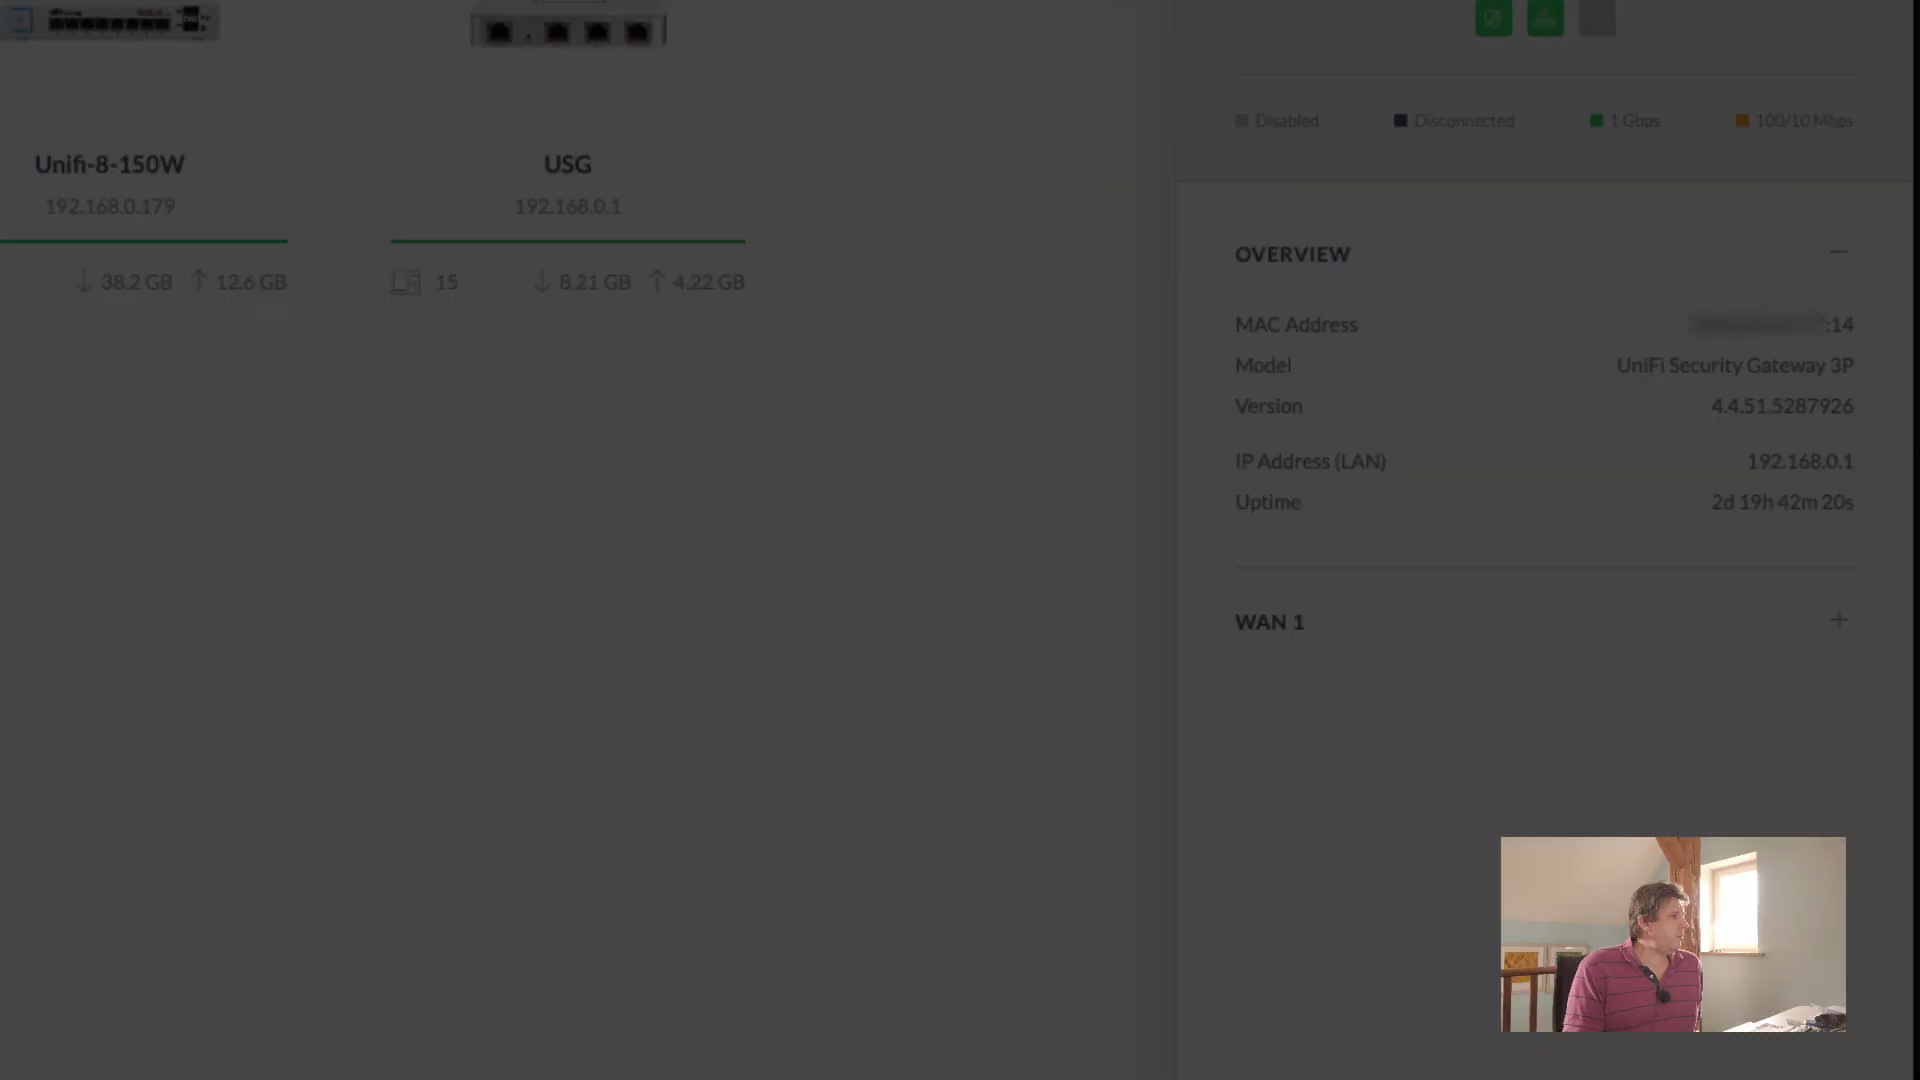 Disabled
Disconnected
1 Gbps
100/10 Mbps
Unifi-8-150W
192.168.0.179
38.2 GB
12.6 GB
USG
192.168.0.1
15
8.21 GB
4.22 GB
OVERVIEW
MAC Address :14
Model UniFi Security Gateway 3P
Version 4.4.51.5287926
IP Address (LAN) 192.168.0.1
Uptime 2d 19h 42m 20s
WAN 1